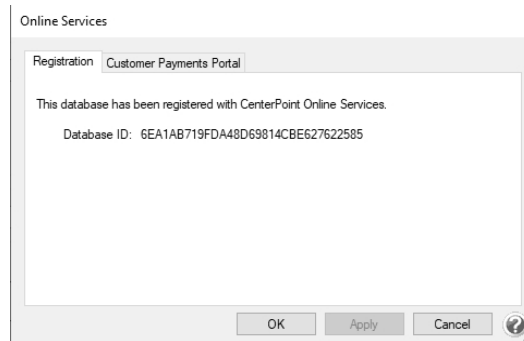 Online Services
Registration
Customer Payments Portal
This database has been registered with CenterPoint Online Services.
Database ID: 6EA1AB719FDA48D69814CBE627622585
OK
Apply
Cancel
?